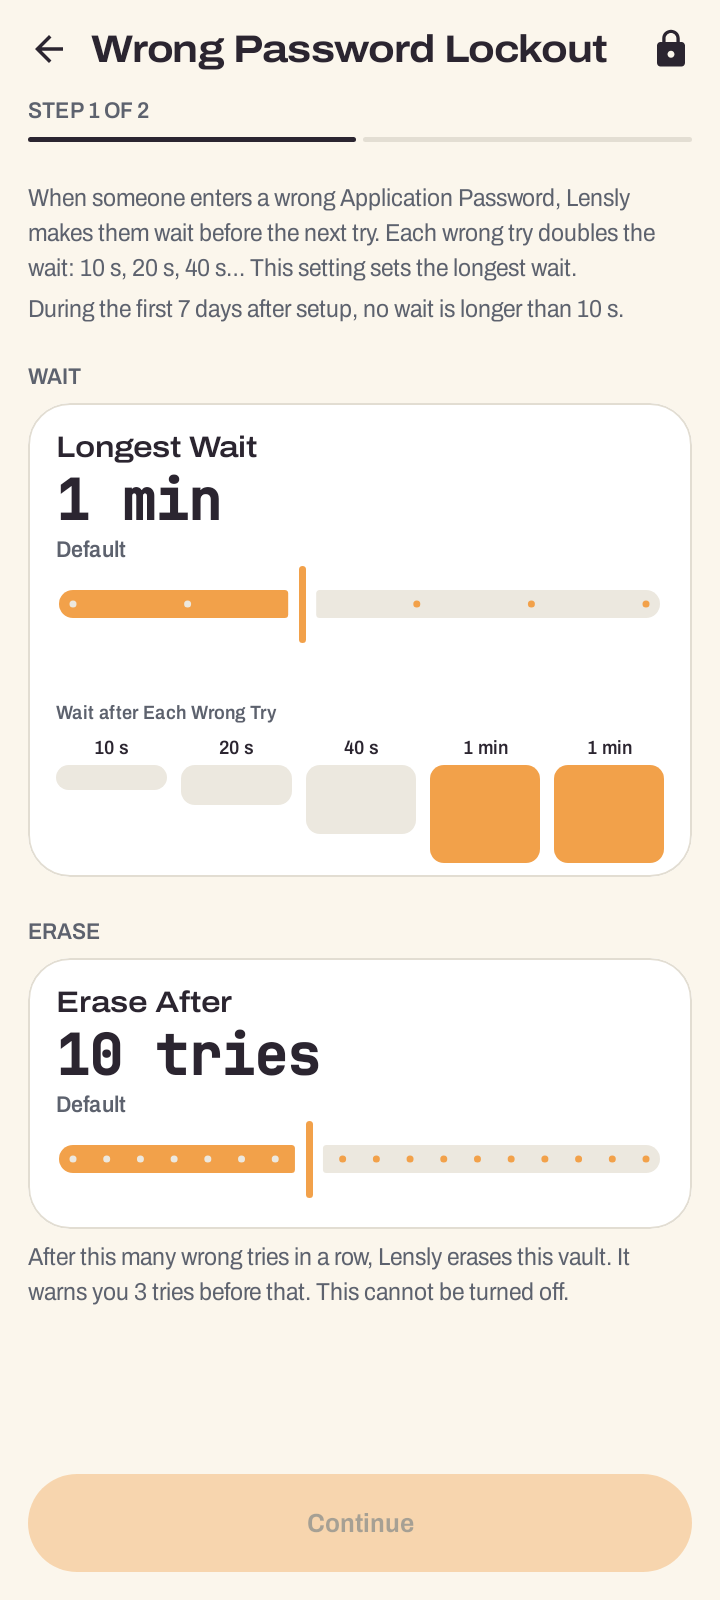 Wrong Password Lockout
STEP 1 OF 2
When someone enters a wrong Application Password, Lensly
makes them wait before the next try. Each wrong try doubles the
wait: 10 s, 20 s, 40 s... This setting sets the longest wait.
During the first 7 days after setup, no wait is longer than 10 s.
WAIT
Longest Wait
1 min
Default
Wait after Each Wrong Try
10 s 20 s 40 s 1 min 1 min
ERASE
Erase After
10 tries
Default
After this many wrong tries in a row, Lensly erases this vault. It
warns you 3 tries before that. This cannot be turned off.
Continue